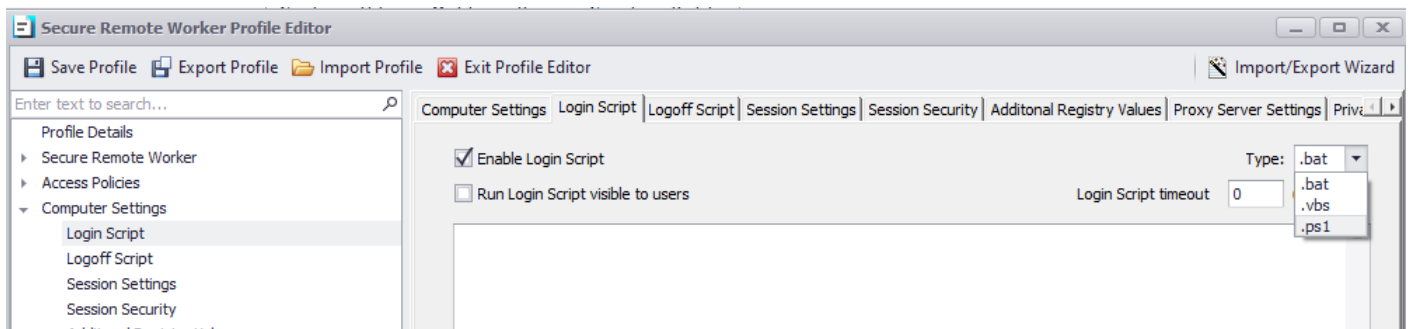 Secure Remote Worker Profile Editor
Save Profile Export Profile Import Profile Exit Profile Editor Import/Export Wizard
Enter text to search...
Computer Settings Login Script Logoff Script Session Settings Session Security Additonal Registry Values Proxy Server Settings
Profile Details
Secure Remote Worker
Enable Login Script Type: .bat
Access Policies
.bat
Run Login Script visible to users Login Script timeout 0
.vbs
Computer Settings
.ps1
Login Script
Logoff Script
Session Settings
Session Security